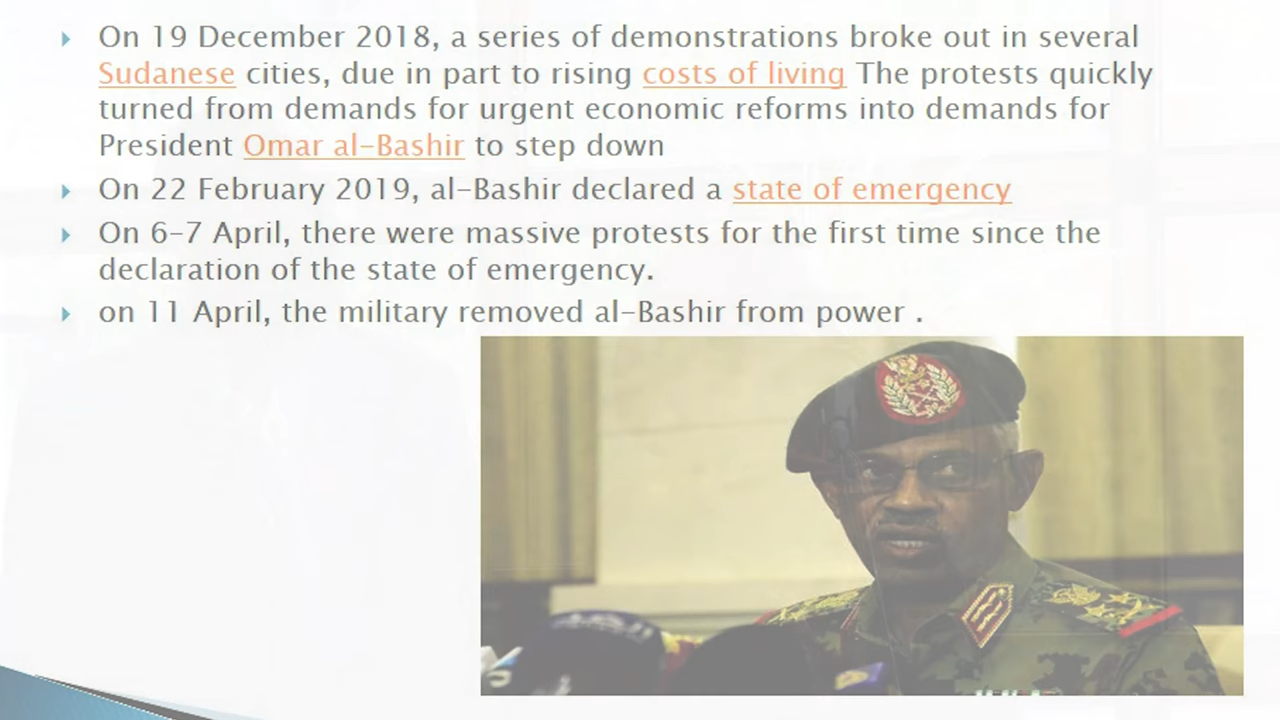 On 19 December 2018, a series of demonstrations broke out in several
Sudanese cities, due in part to rising costs of living The protests quickly
turned from demands for urgent economic reforms into demands for
President Omar al-Bashir to step down
On 22 February 2019, al-Bashir declared a state of emergency
On 6-7 April, there were massive protests for the first time since the
declaration of the state of emergency.
on 11 April, the military removed al-Bashir from power .